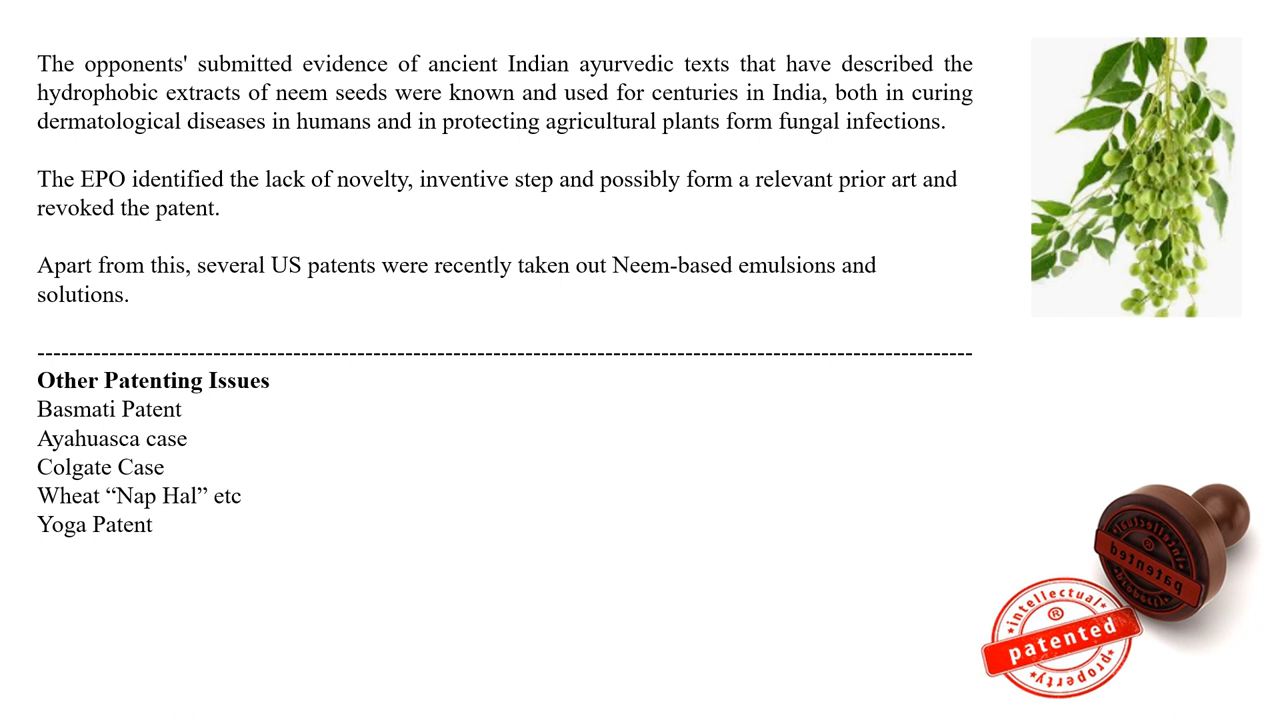 The opponents' submitted evidence of ancient Indian ayurvedic texts that have described the
hydrophobic extracts of neem seeds were known and used for centuries in India, both in curing
dermatological diseases in humans and in protecting agricultural plants form fungal infections.
The EPO identified the lack of novelty, inventive step and possibly form a relevant prior art and
revoked the patent.
Apart from this, several US patents were recently taken out Neem-based emulsions and
solutions.
---------------------------------------------------------------------------------------------------------------------
Other Patenting Issues
Basmati Patent
Ayahuasca case
Colgate Case
Wheat “Nap Hal” etc
Yoga Patent
intellectual
®
patented
property
intellectual
®
patented